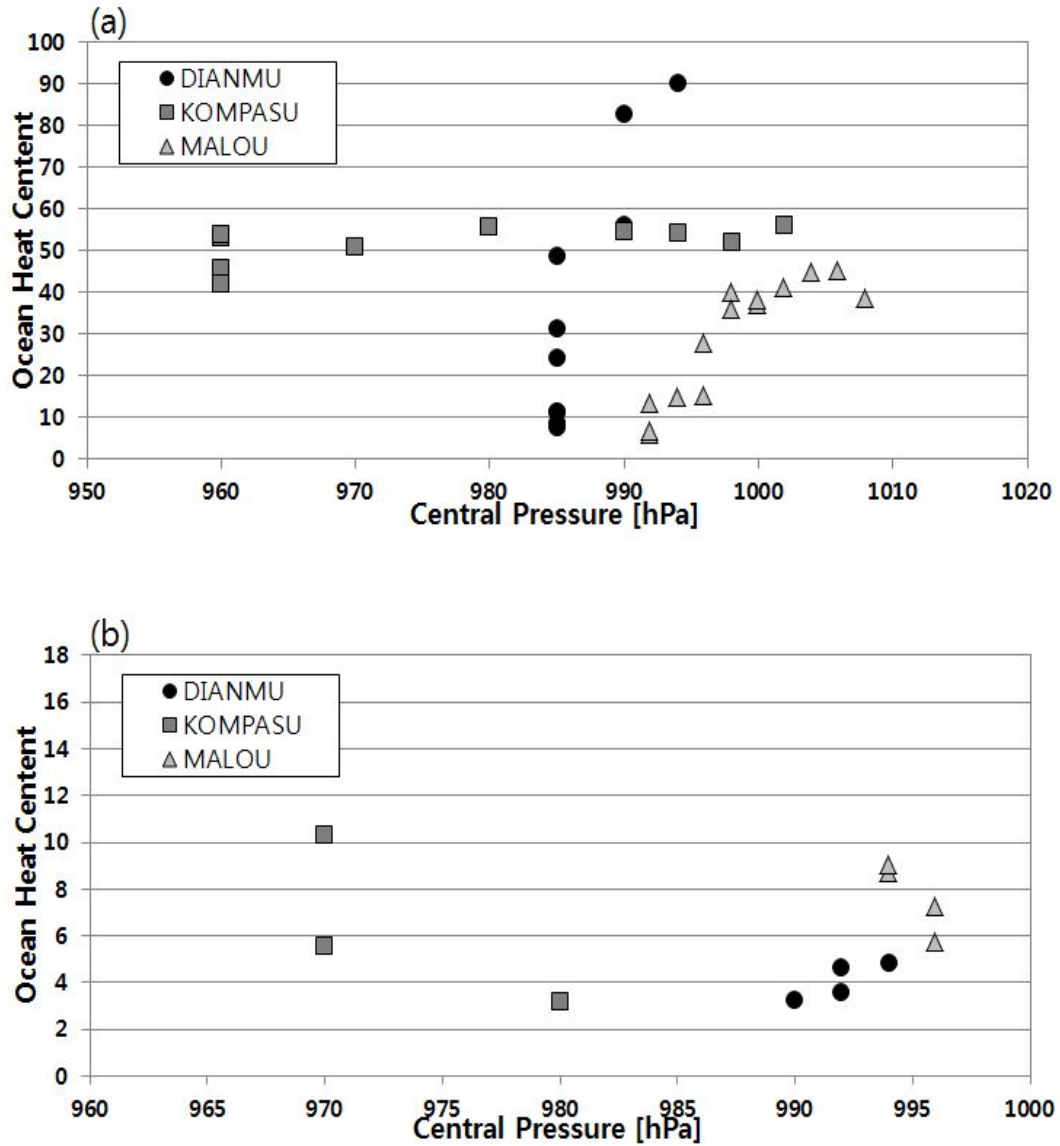 (a)
100
90
80
70
60
50
40
30
20
10
0
Ocean Heat Centent
DIANMU
KOMPASU
MALOU
950 960 970 980 990 1000 1010 1020
Central Pressure [hPa]
(b)
18
16
14
12
10
8
6
4
2
0
Ocean Heat Centent
DIANMU
KOMPASU
MALOU
960 965 970 975 980 985 990 995 1000
Central Pressure [hPa]